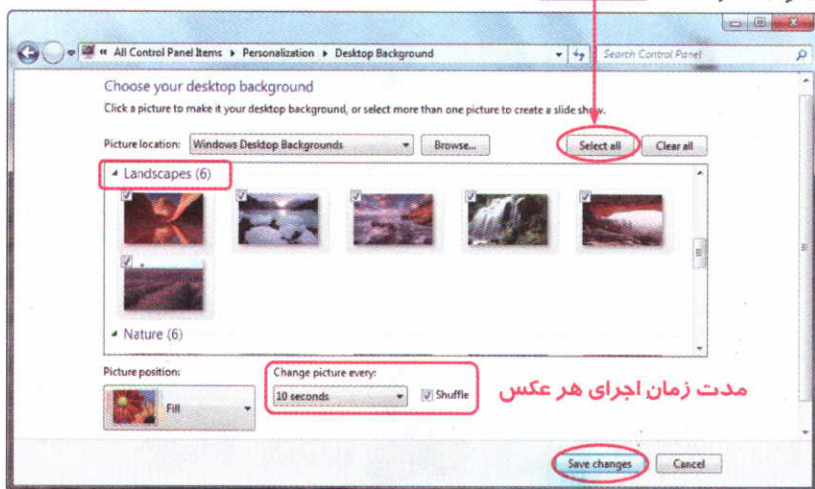 « All Control Panel Items ▸ Personalization ▸ Desktop Background
Search Control Panel
Choose your desktop background
Click a picture to make it your desktop background, or select more than one picture to create a slide show.
Picture location: Windows Desktop Backgrounds Browse... Select all Clear all
Landscapes (6)
Nature (6)
Picture position: Change picture every:
Fill 10 seconds Shuffle مدت زمان اجرای هر عکس
Save changes Cancel